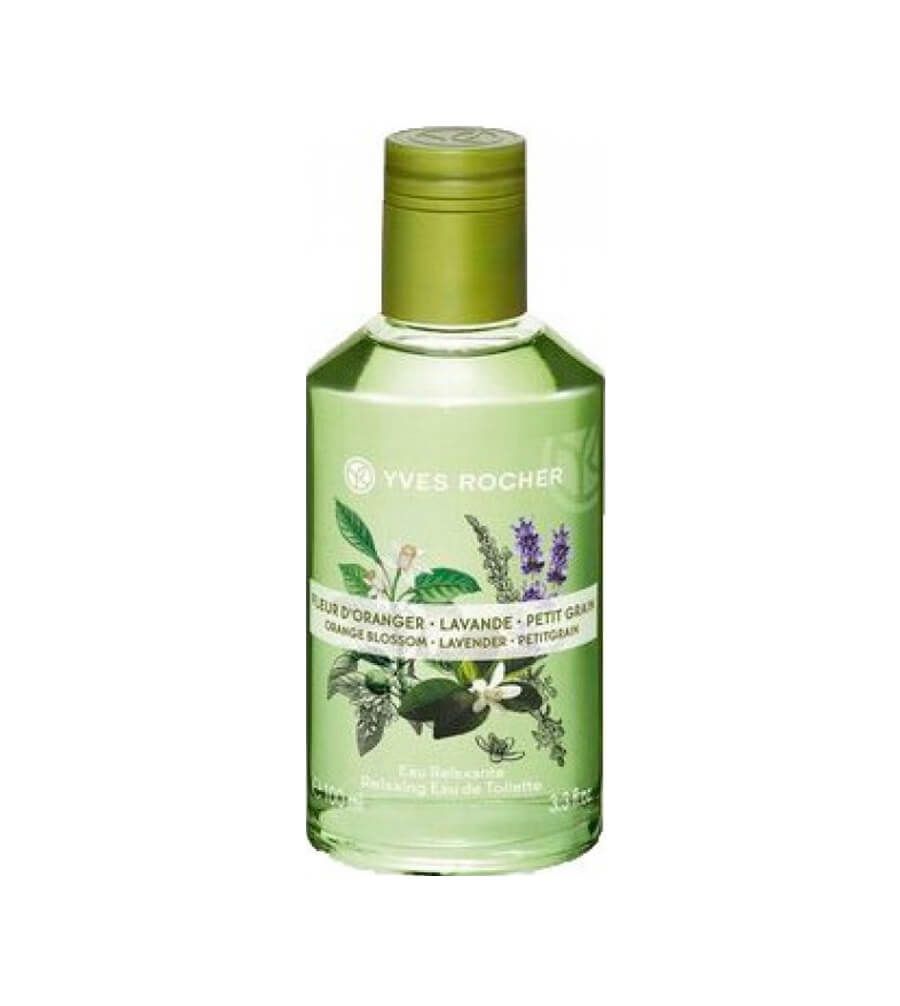 YVES ROCHER
FLEUR D'ORANGER • LAVANDE • PETIT GRAIN
ORANGE BLOSSOM • LAVENDER • PETITGRAIN
Eau Relaxante
Relaxing Eau de Toilette
100 ml 3.3 fl.oz.